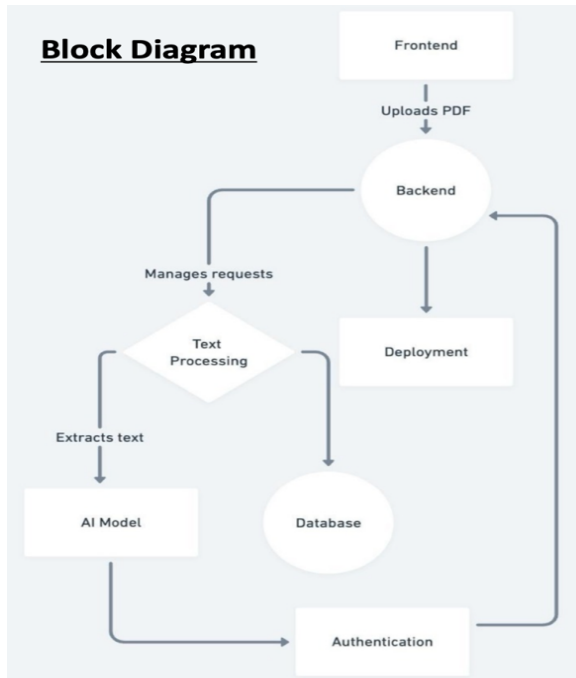 Block Diagram
Frontend
Uploads PDF
Backend
Manages requests
Text
Processing
Deployment
Extracts text
AI Model
Database
Authentication